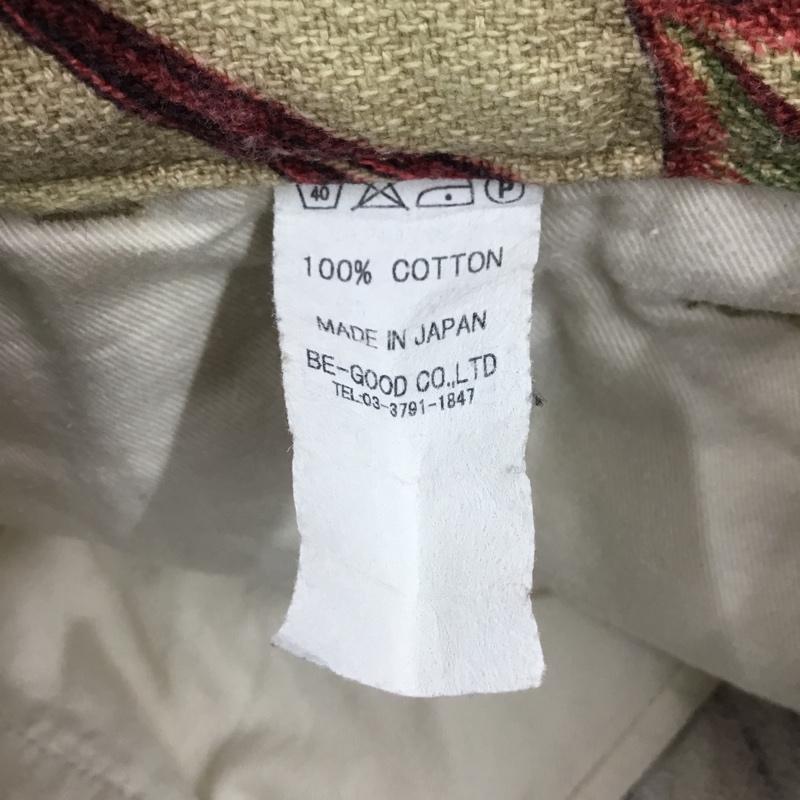 40 P
100% COTTON
MADE IN JAPAN
BE-GOOD CO.,LTD
TEL:03-3791-1847